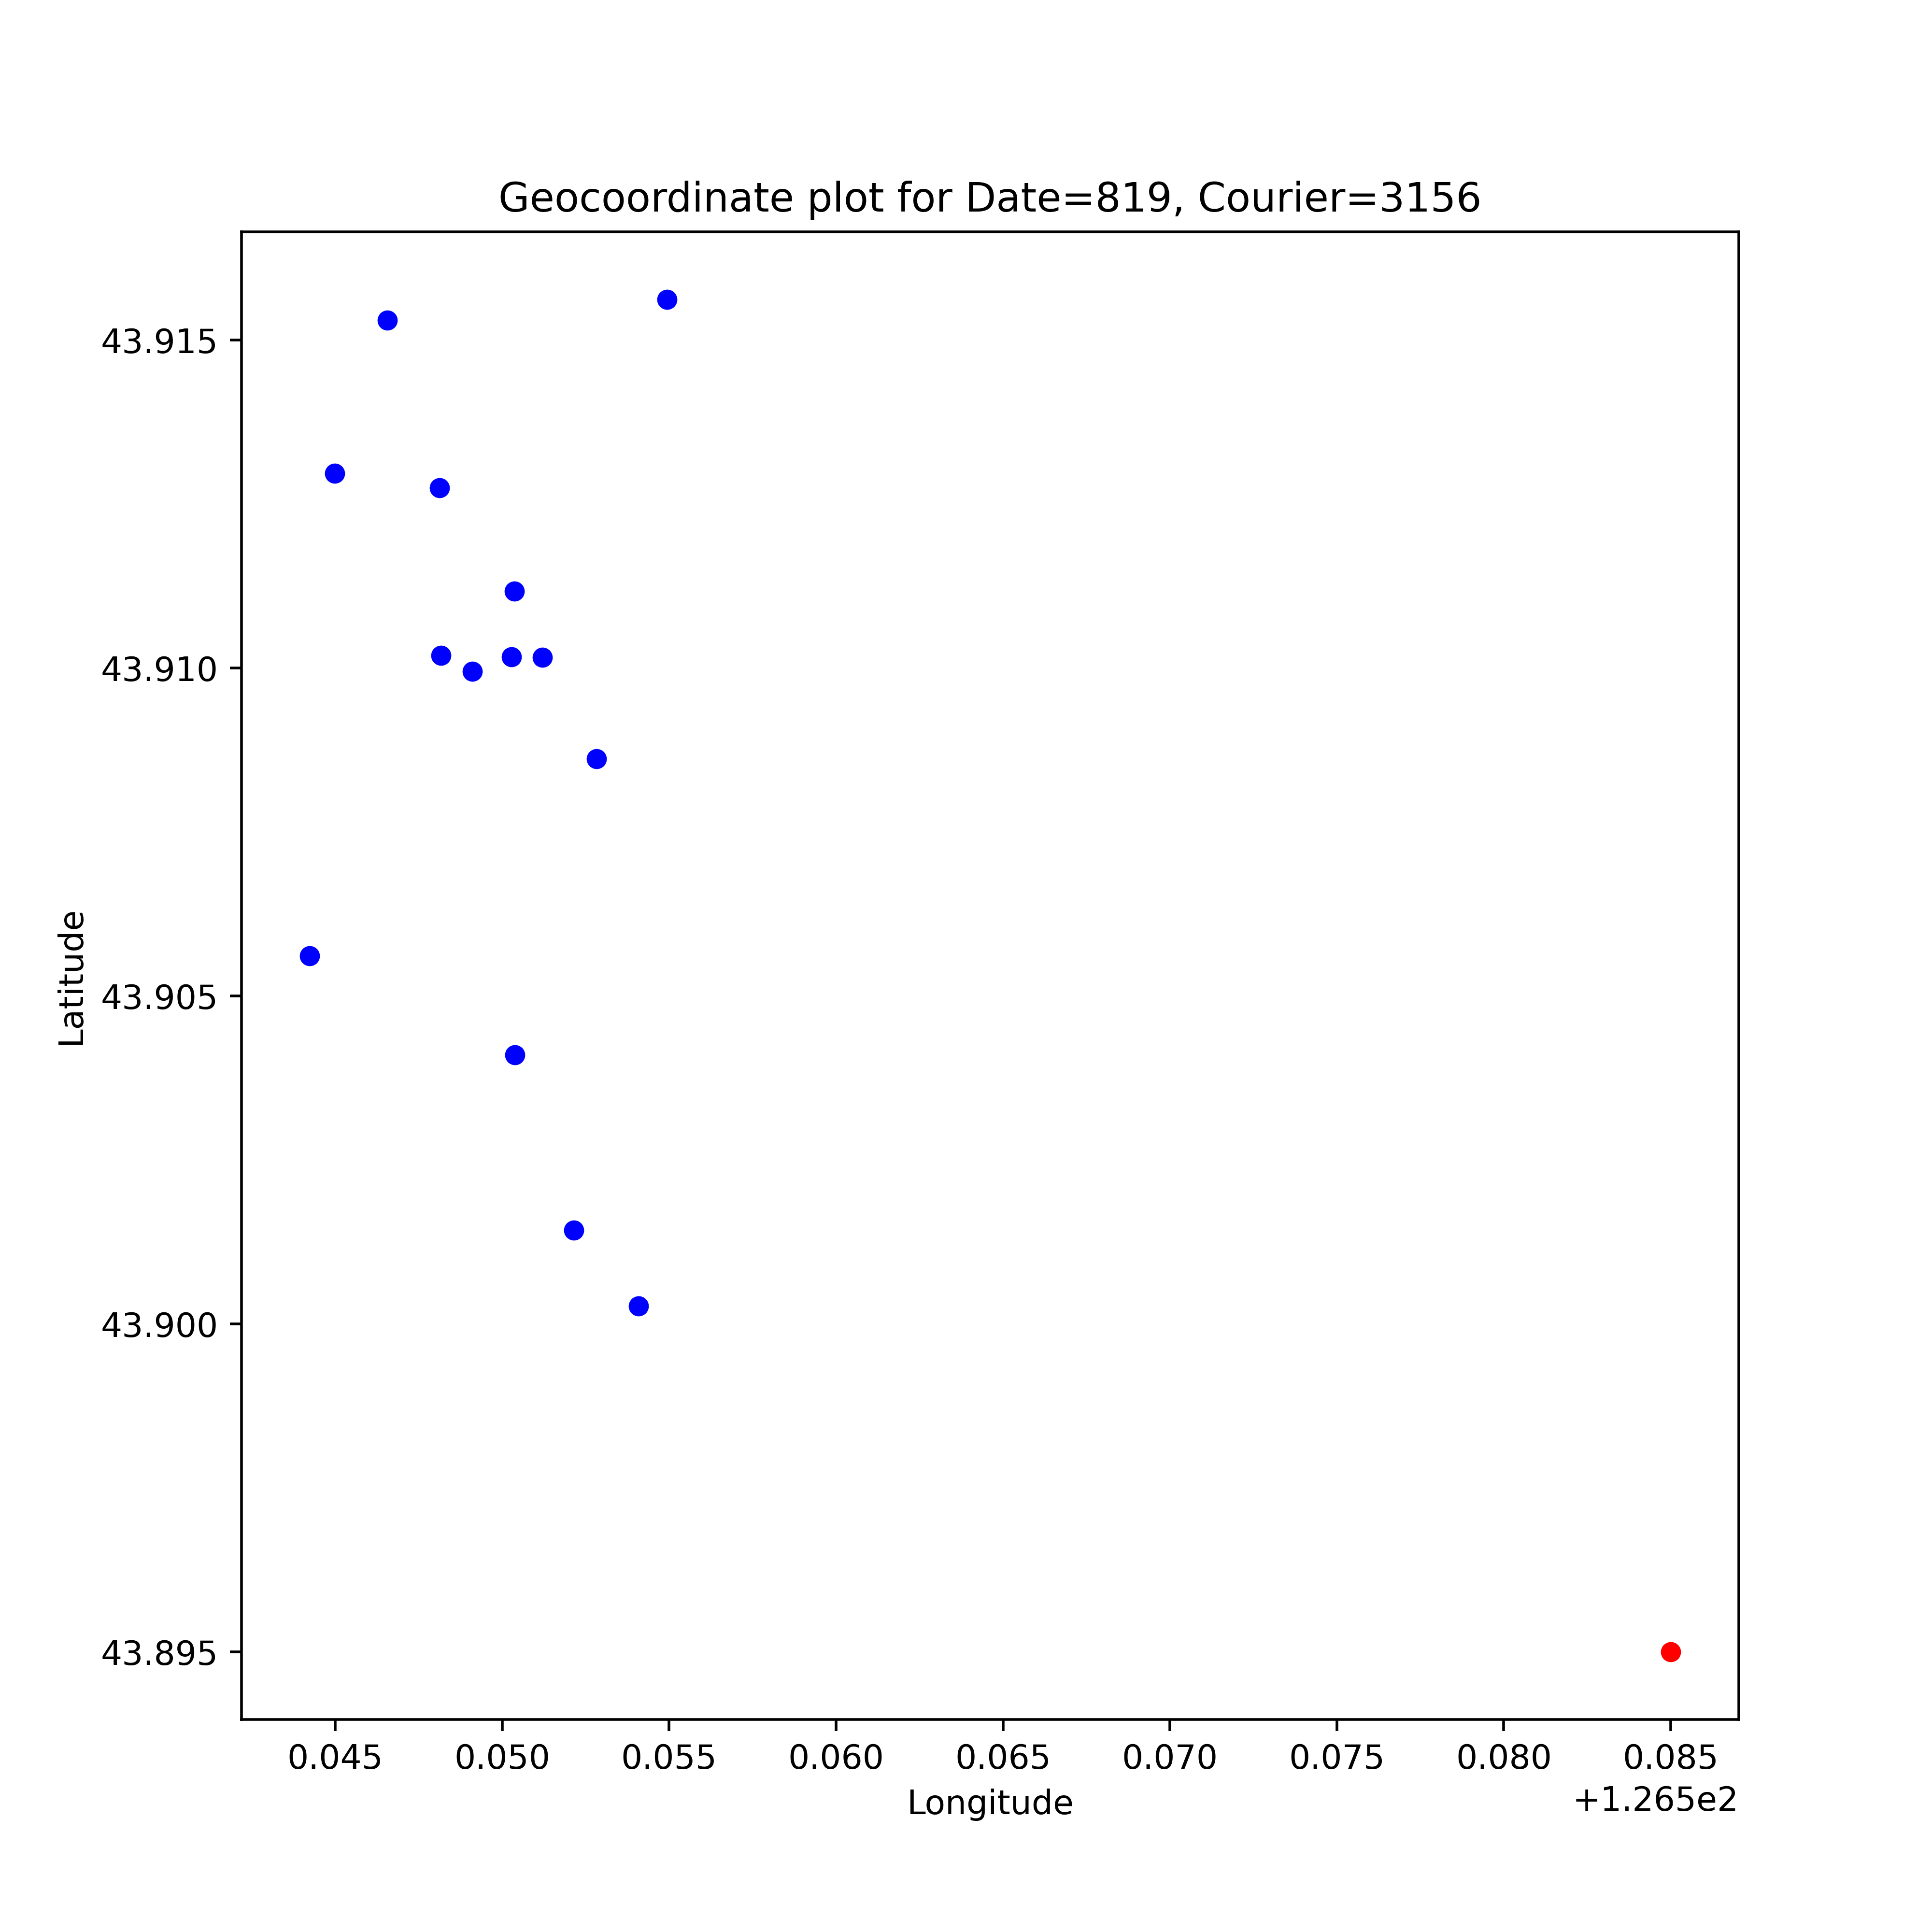 Geocoordinate plot for Date=819, Courier=3156
43.915
43.910
43.905
43.900
43.895
Latitude
0.045 0.050 0.055 0.060 0.065 0.070 0.075 0.080 0.085
+1.265e2
Longitude